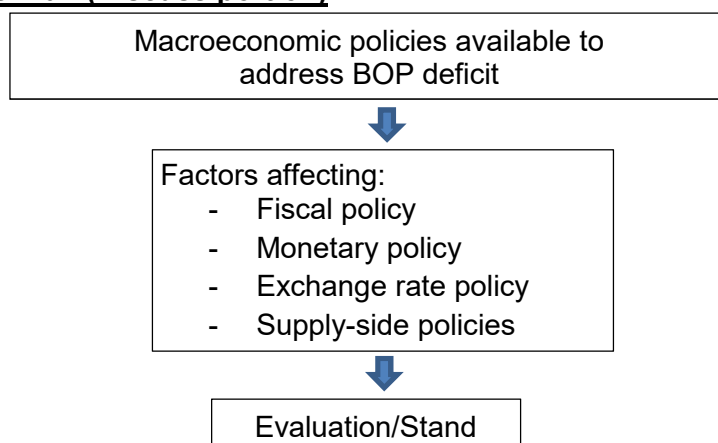 Macroeconomic policies available to
address BOP deficit
Factors affecting:
- Fiscal policy
- Monetary policy
- Exchange rate policy
- Supply-side policies
Evaluation/Stand